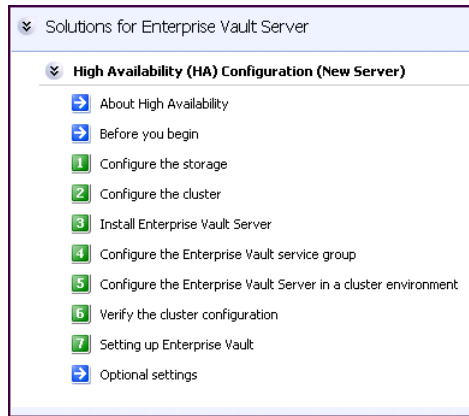 Solutions for Enterprise Vault Server
High Availability (HA) Configuration (New Server)
About High Availability
Before you begin
1 Configure the storage
2 Configure the cluster
3 Install Enterprise Vault Server
4 Configure the Enterprise Vault service group
5 Configure the Enterprise Vault Server in a cluster environment
6 Verify the cluster configuration
7 Setting up Enterprise Vault
Optional settings